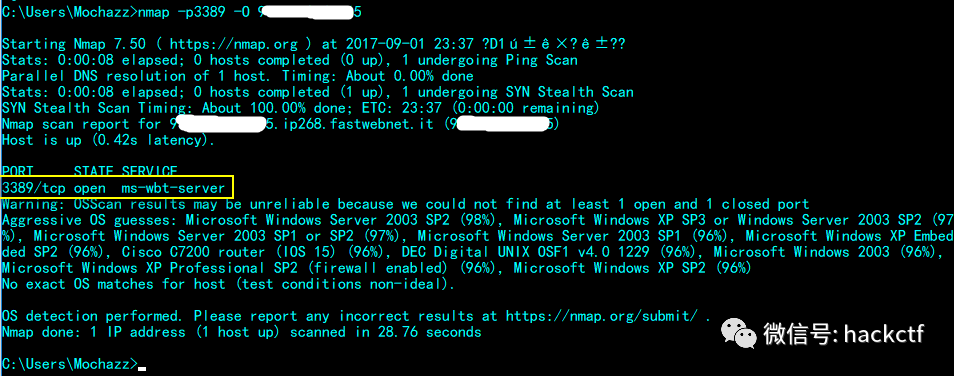 C:\Users\Mochazz>nmap -p3389 -O 9 5
Starting Nmap 7.50 ( https://nmap.org ) at 2017-09-01 23:37 ?D1ú±ê×?ê±??
Stats: 0:00:08 elapsed; 0 hosts completed (0 up), 1 undergoing Ping Scan
Parallel DNS resolution of 1 host. Timing: About 0.00% done
Stats: 0:00:08 elapsed; 0 hosts completed (1 up), 1 undergoing SYN Stealth Scan
SYN Stealth Scan Timing: About 100.00% done; ETC: 23:37 (0:00:00 remaining)
Nmap scan report for 9 5.ip268.fastwebnet.it (9 5)
Host is up (0.42s latency).
PORT STATE SERVICE
3389/tcp open ms-wbt-server
Warning: OSScan results may be unreliable because we could not find at least 1 open and 1 closed port
Aggressive OS guesses: Microsoft Windows Server 2003 SP2 (98%), Microsoft Windows XP SP3 or Windows Server 2003 SP2 (97
%), Microsoft Windows Server 2003 SP1 or SP2 (97%), Microsoft Windows Server 2003 SP1 (96%), Microsoft Windows XP Embed
ded SP2 (96%), Cisco C7200 router (IOS 15) (96%), DEC Digital UNIX OSF1 v4.0 1229 (96%), Microsoft Windows 2003 (96%),
Microsoft Windows XP Professional SP2 (firewall enabled) (96%), Microsoft Windows XP SP2 (96%)
No exact OS matches for host (test conditions non-ideal).
OS detection performed. Please report any incorrect results at https://nmap.org/submit/ .
Nmap done: 1 IP address (1 host up) scanned in 28.76 seconds
微信号: hackctf
C:\Users\Mochazz>